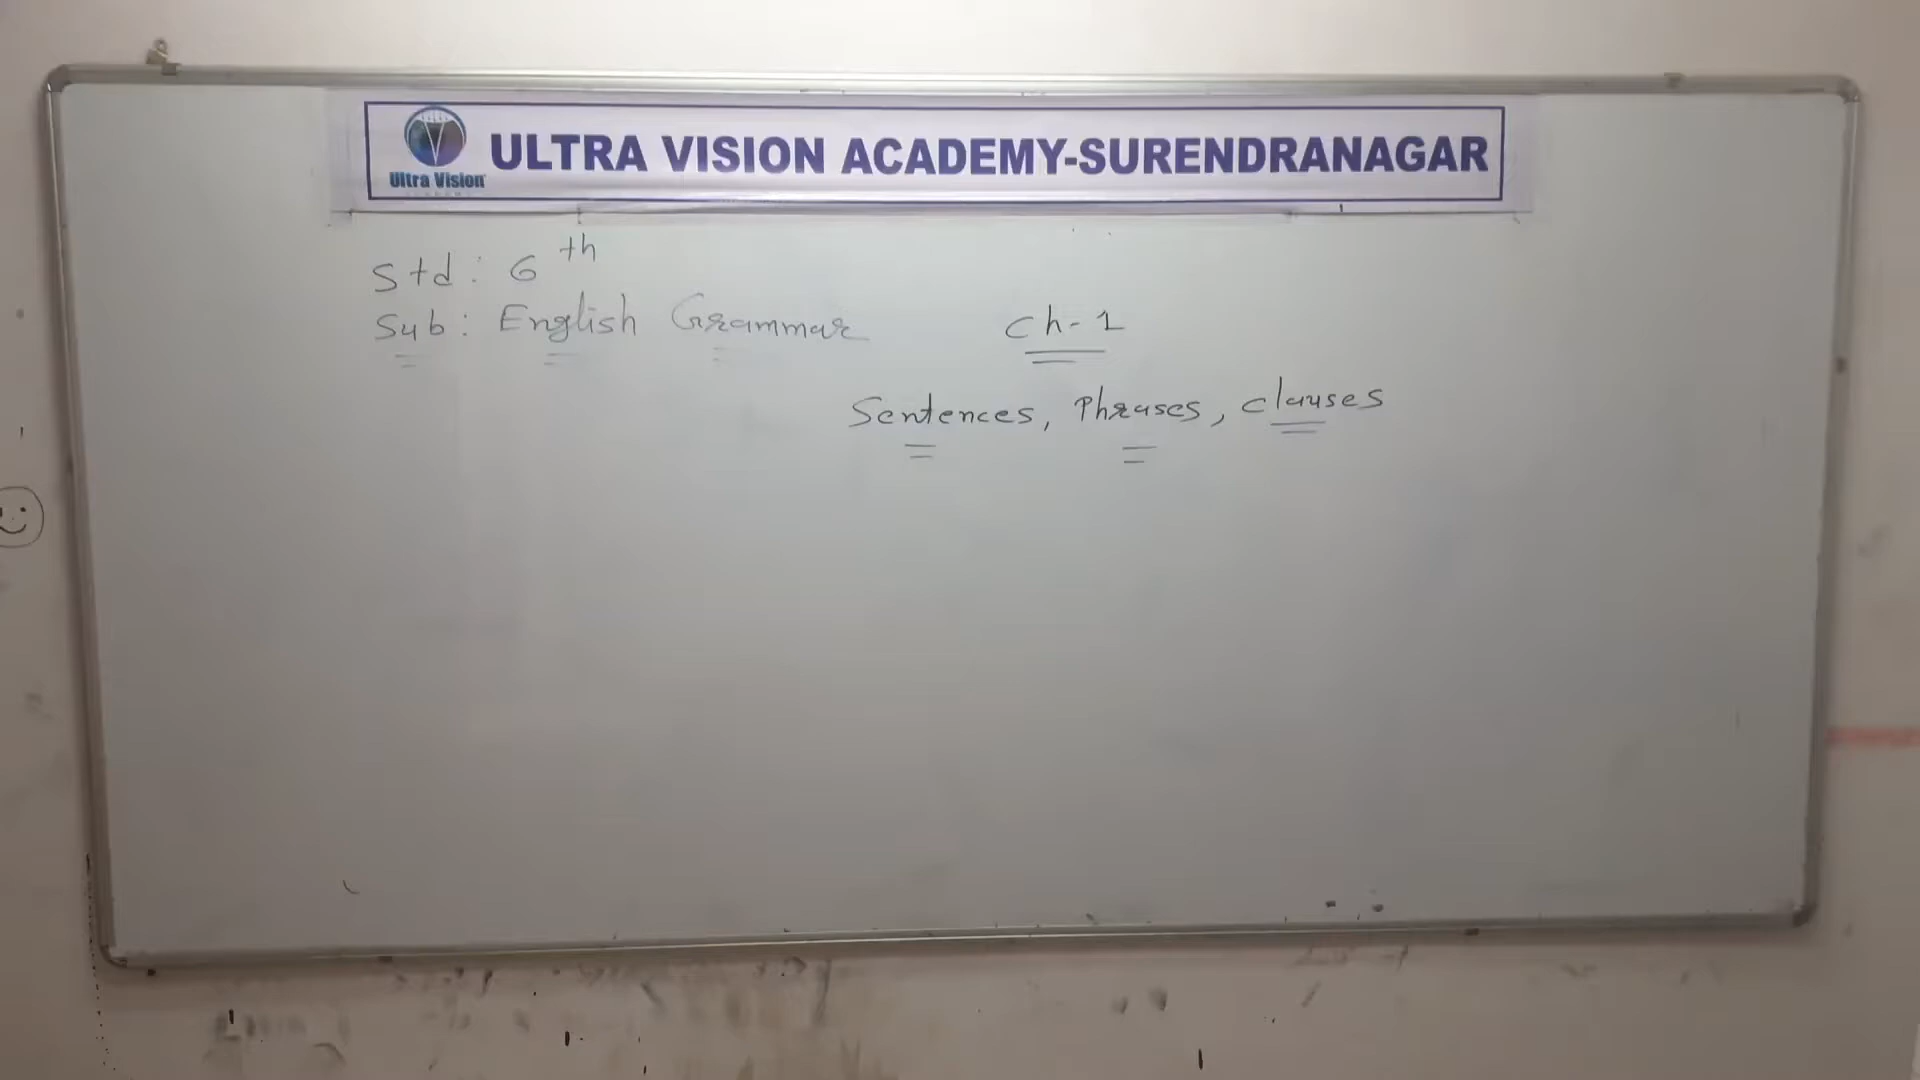 ULTRA VISION ACADEMY-SURENDRANAGAR
Ultra Vision
Std: 6th
Sub: English Grammar
Ch-1
Sentences, Phrases, Clauses